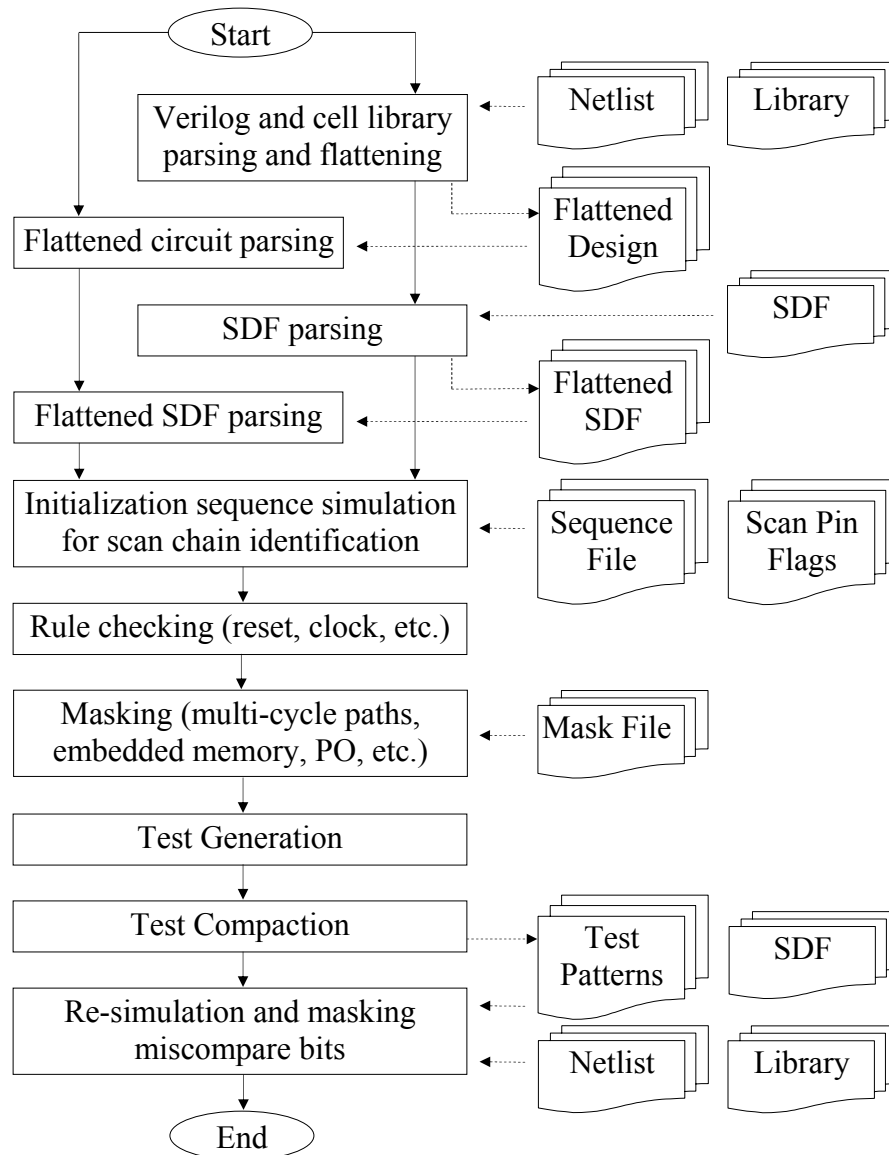 Start
Verilog and cell library
parsing and flattening
Netlist
Library
Flattened
Design
Flattened circuit parsing
SDF parsing
SDF
Flattened
SDF
Flattened SDF parsing
Initialization sequence simulation
for scan chain identification
Sequence
File
Scan Pin
Flags
Rule checking (reset, clock, etc.)
Masking (multi-cycle paths,
embedded memory, PO, etc.)
Mask File
Test Generation
Test Compaction
Test
Patterns
SDF
Re-simulation and masking
miscompare bits
Netlist
Library
End